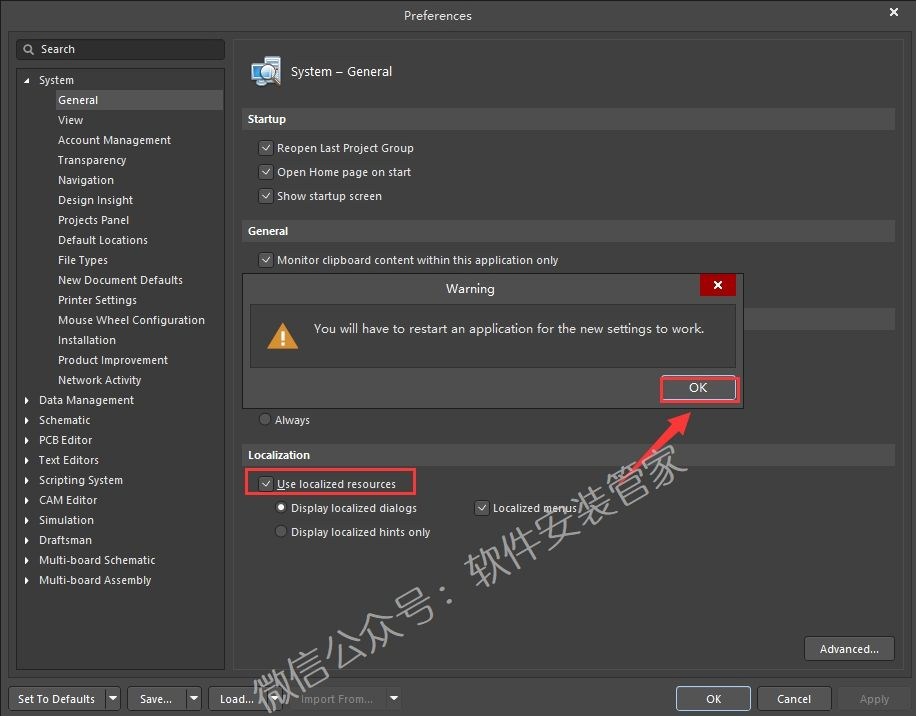 Preferences
Search
System
General
View
Account Management
Transparency
Navigation
Design Insight
Projects Panel
Default Locations
File Types
New Document Defaults
Printer Settings
Mouse Wheel Configuration
Installation
Product Improvement
Network Activity
Data Management
Schematic
PCB Editor
Text Editors
Scripting System
CAM Editor
Simulation
Draftsman
Multi-board Schematic
Multi-board Assembly
System – General
Startup
Reopen Last Project Group
Open Home page on start
Show startup screen
General
Monitor clipboard content within this application only
Warning
You will have to restart an application for the new settings to work.
OK
Always
Localization
Use localized resources
Display localized dialogs
Localized menus
Display localized hints only
微信公众号：软件安装管家
Advanced...
Set To Defaults
Save...
Load...
Import From...
OK
Cancel
Apply